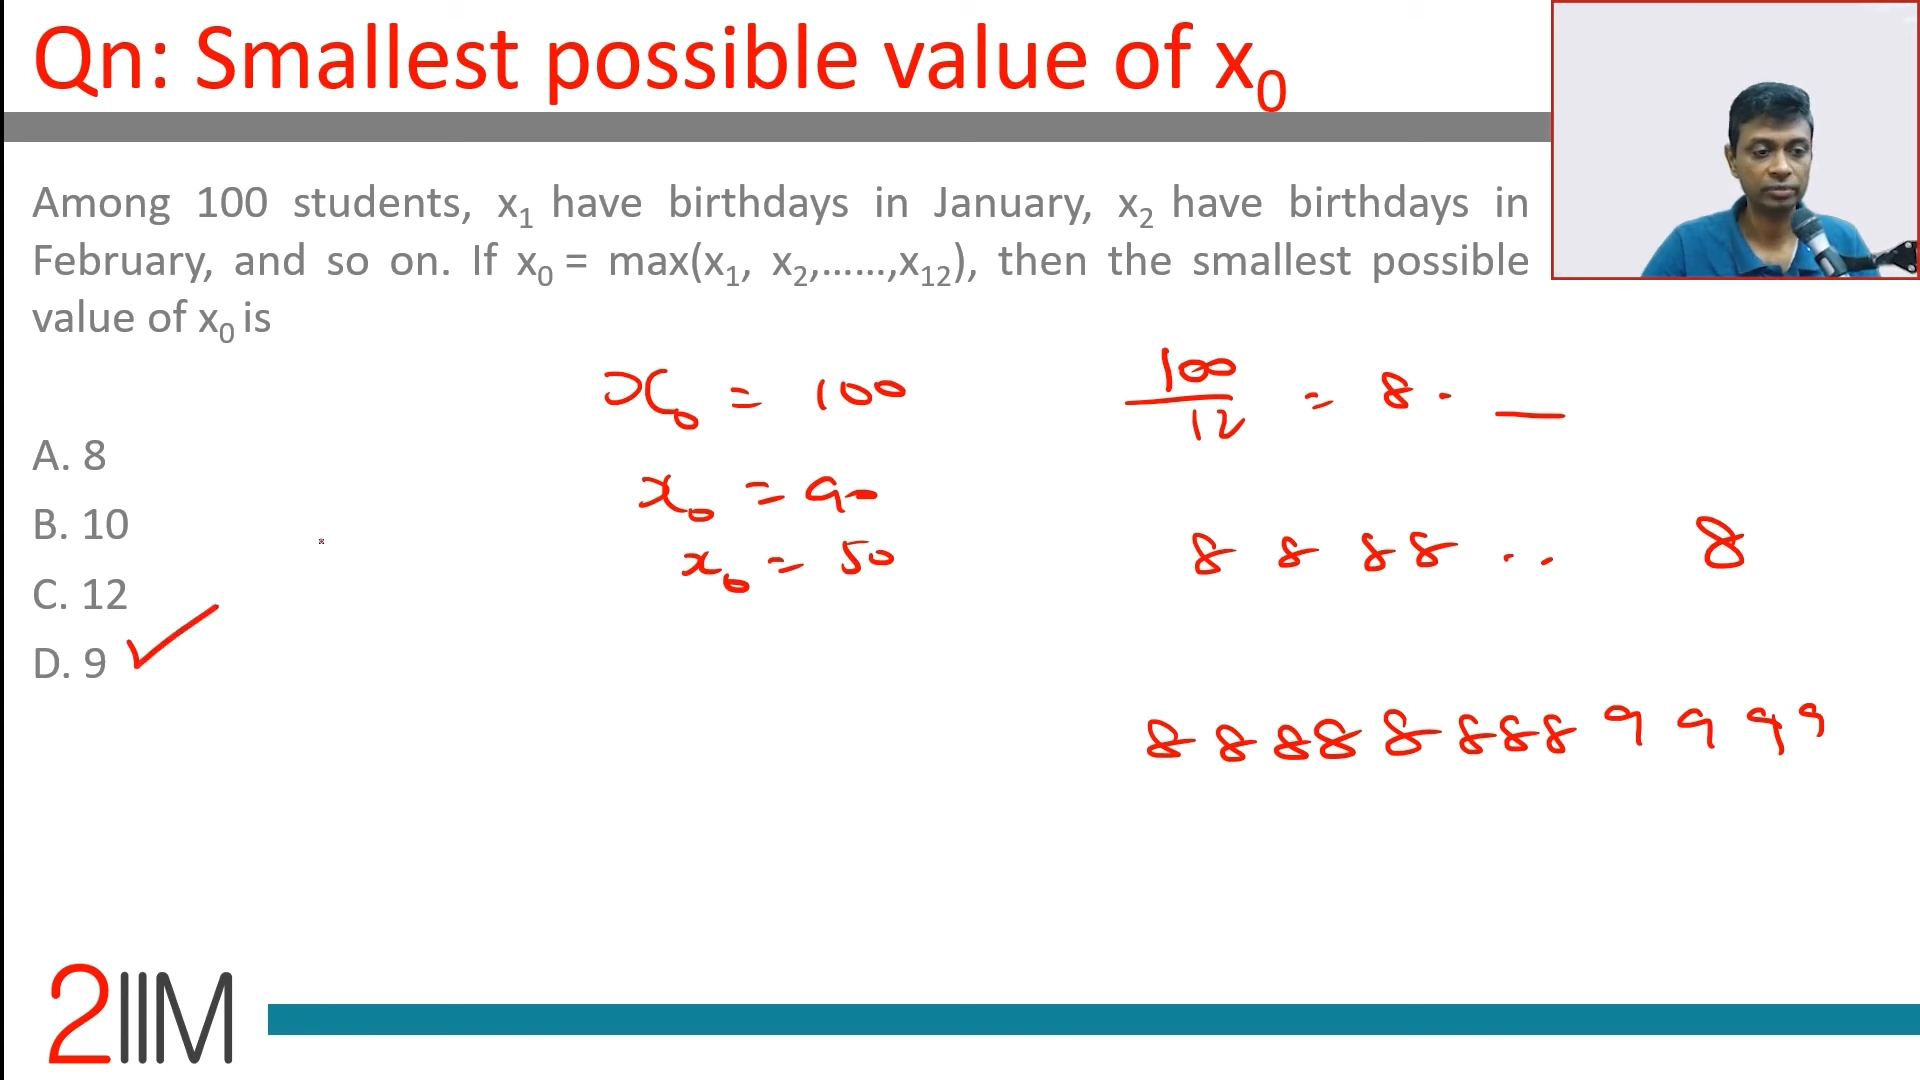 Qn: Smallest possible value of x0
Among 100 students, x1 have birthdays in January, x2 have birthdays in
February, and so on. If x0 = max(x1, x2,......,x12), then the smallest possible
value of x0 is
x0 = 100
100/12 = 8. __
A. 8
x0 = 90
B. 10
x0 = 50
8 8 8 8 .. 8
C. 12
D. 9 ✓
8 8 8 8 8 8 8 8 9 9 9 9
2IIM